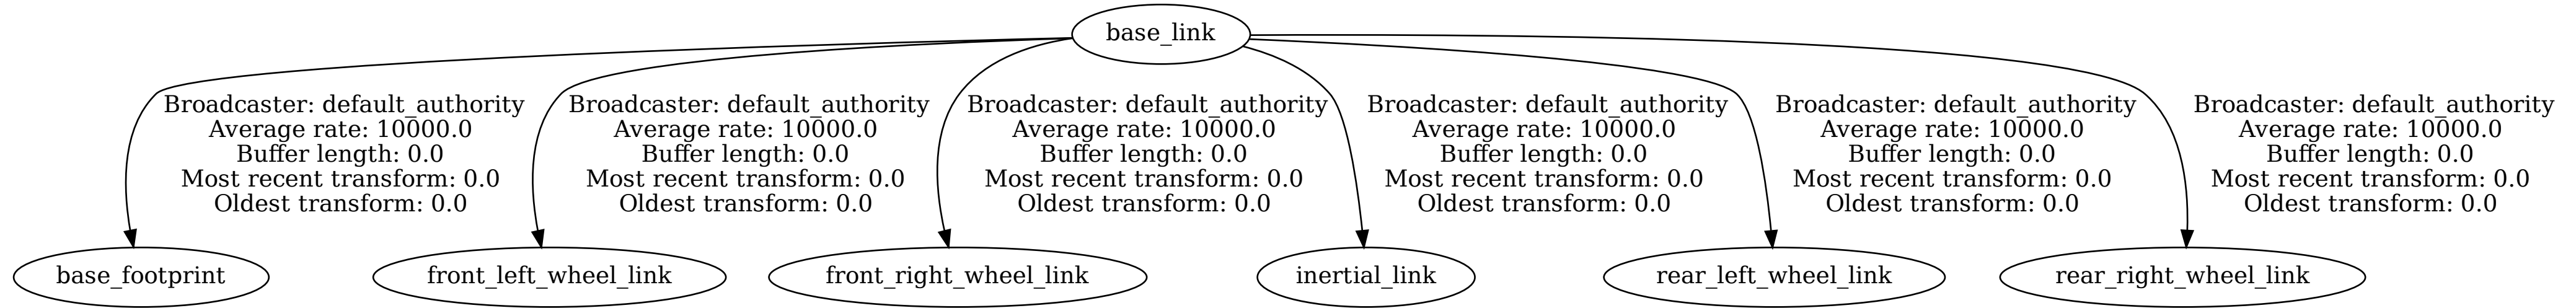 base_link
Broadcaster: default_authority
Average rate: 10000.0
Buffer length: 0.0
Most recent transform: 0.0
Oldest transform: 0.0
Broadcaster: default_authority
Average rate: 10000.0
Buffer length: 0.0
Most recent transform: 0.0
Oldest transform: 0.0
Broadcaster: default_authority
Average rate: 10000.0
Buffer length: 0.0
Most recent transform: 0.0
Oldest transform: 0.0
Broadcaster: default_authority
Average rate: 10000.0
Buffer length: 0.0
Most recent transform: 0.0
Oldest transform: 0.0
Broadcaster: default_authority
Average rate: 10000.0
Buffer length: 0.0
Most recent transform: 0.0
Oldest transform: 0.0
Broadcaster: default_authority
Average rate: 10000.0
Buffer length: 0.0
Most recent transform: 0.0
Oldest transform: 0.0
base_footprint
front_left_wheel_link
front_right_wheel_link
inertial_link
rear_left_wheel_link
rear_right_wheel_link